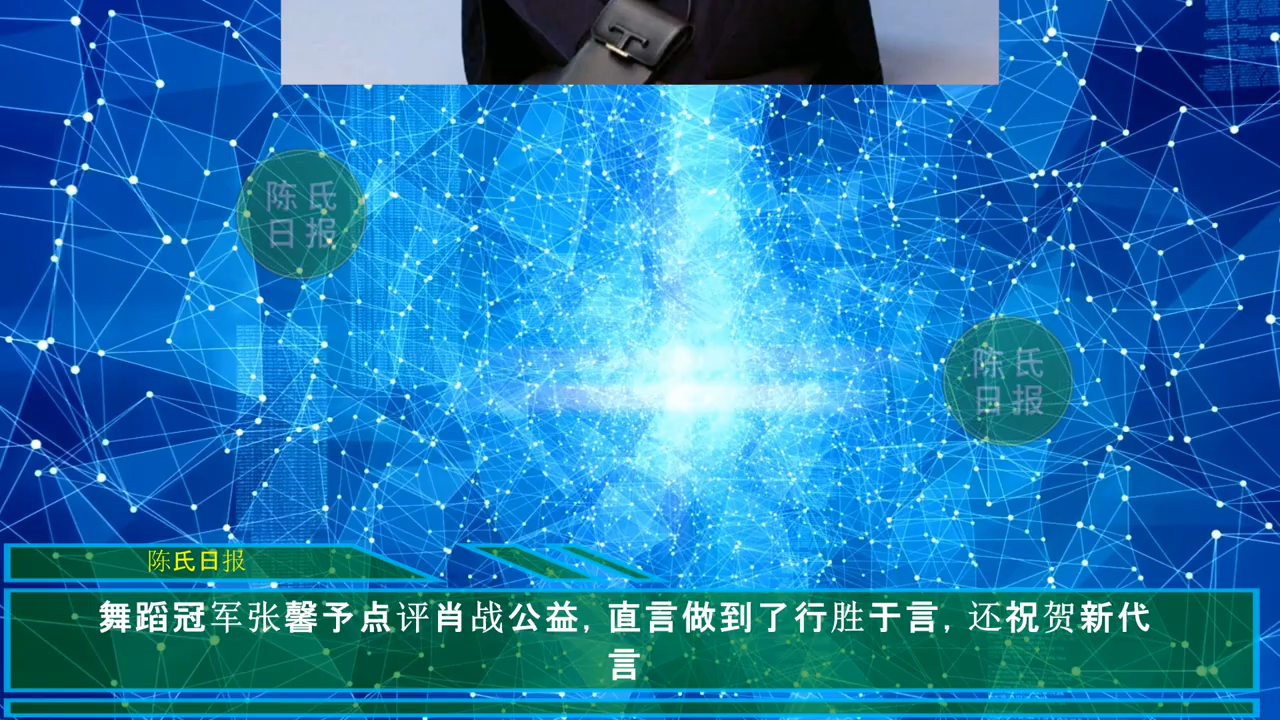 陈氏
日报
陈氏
日报
陈氏日报
舞蹈冠军张馨予点评肖战公益, 直言做到了行胜于言, 还祝贺新代
言